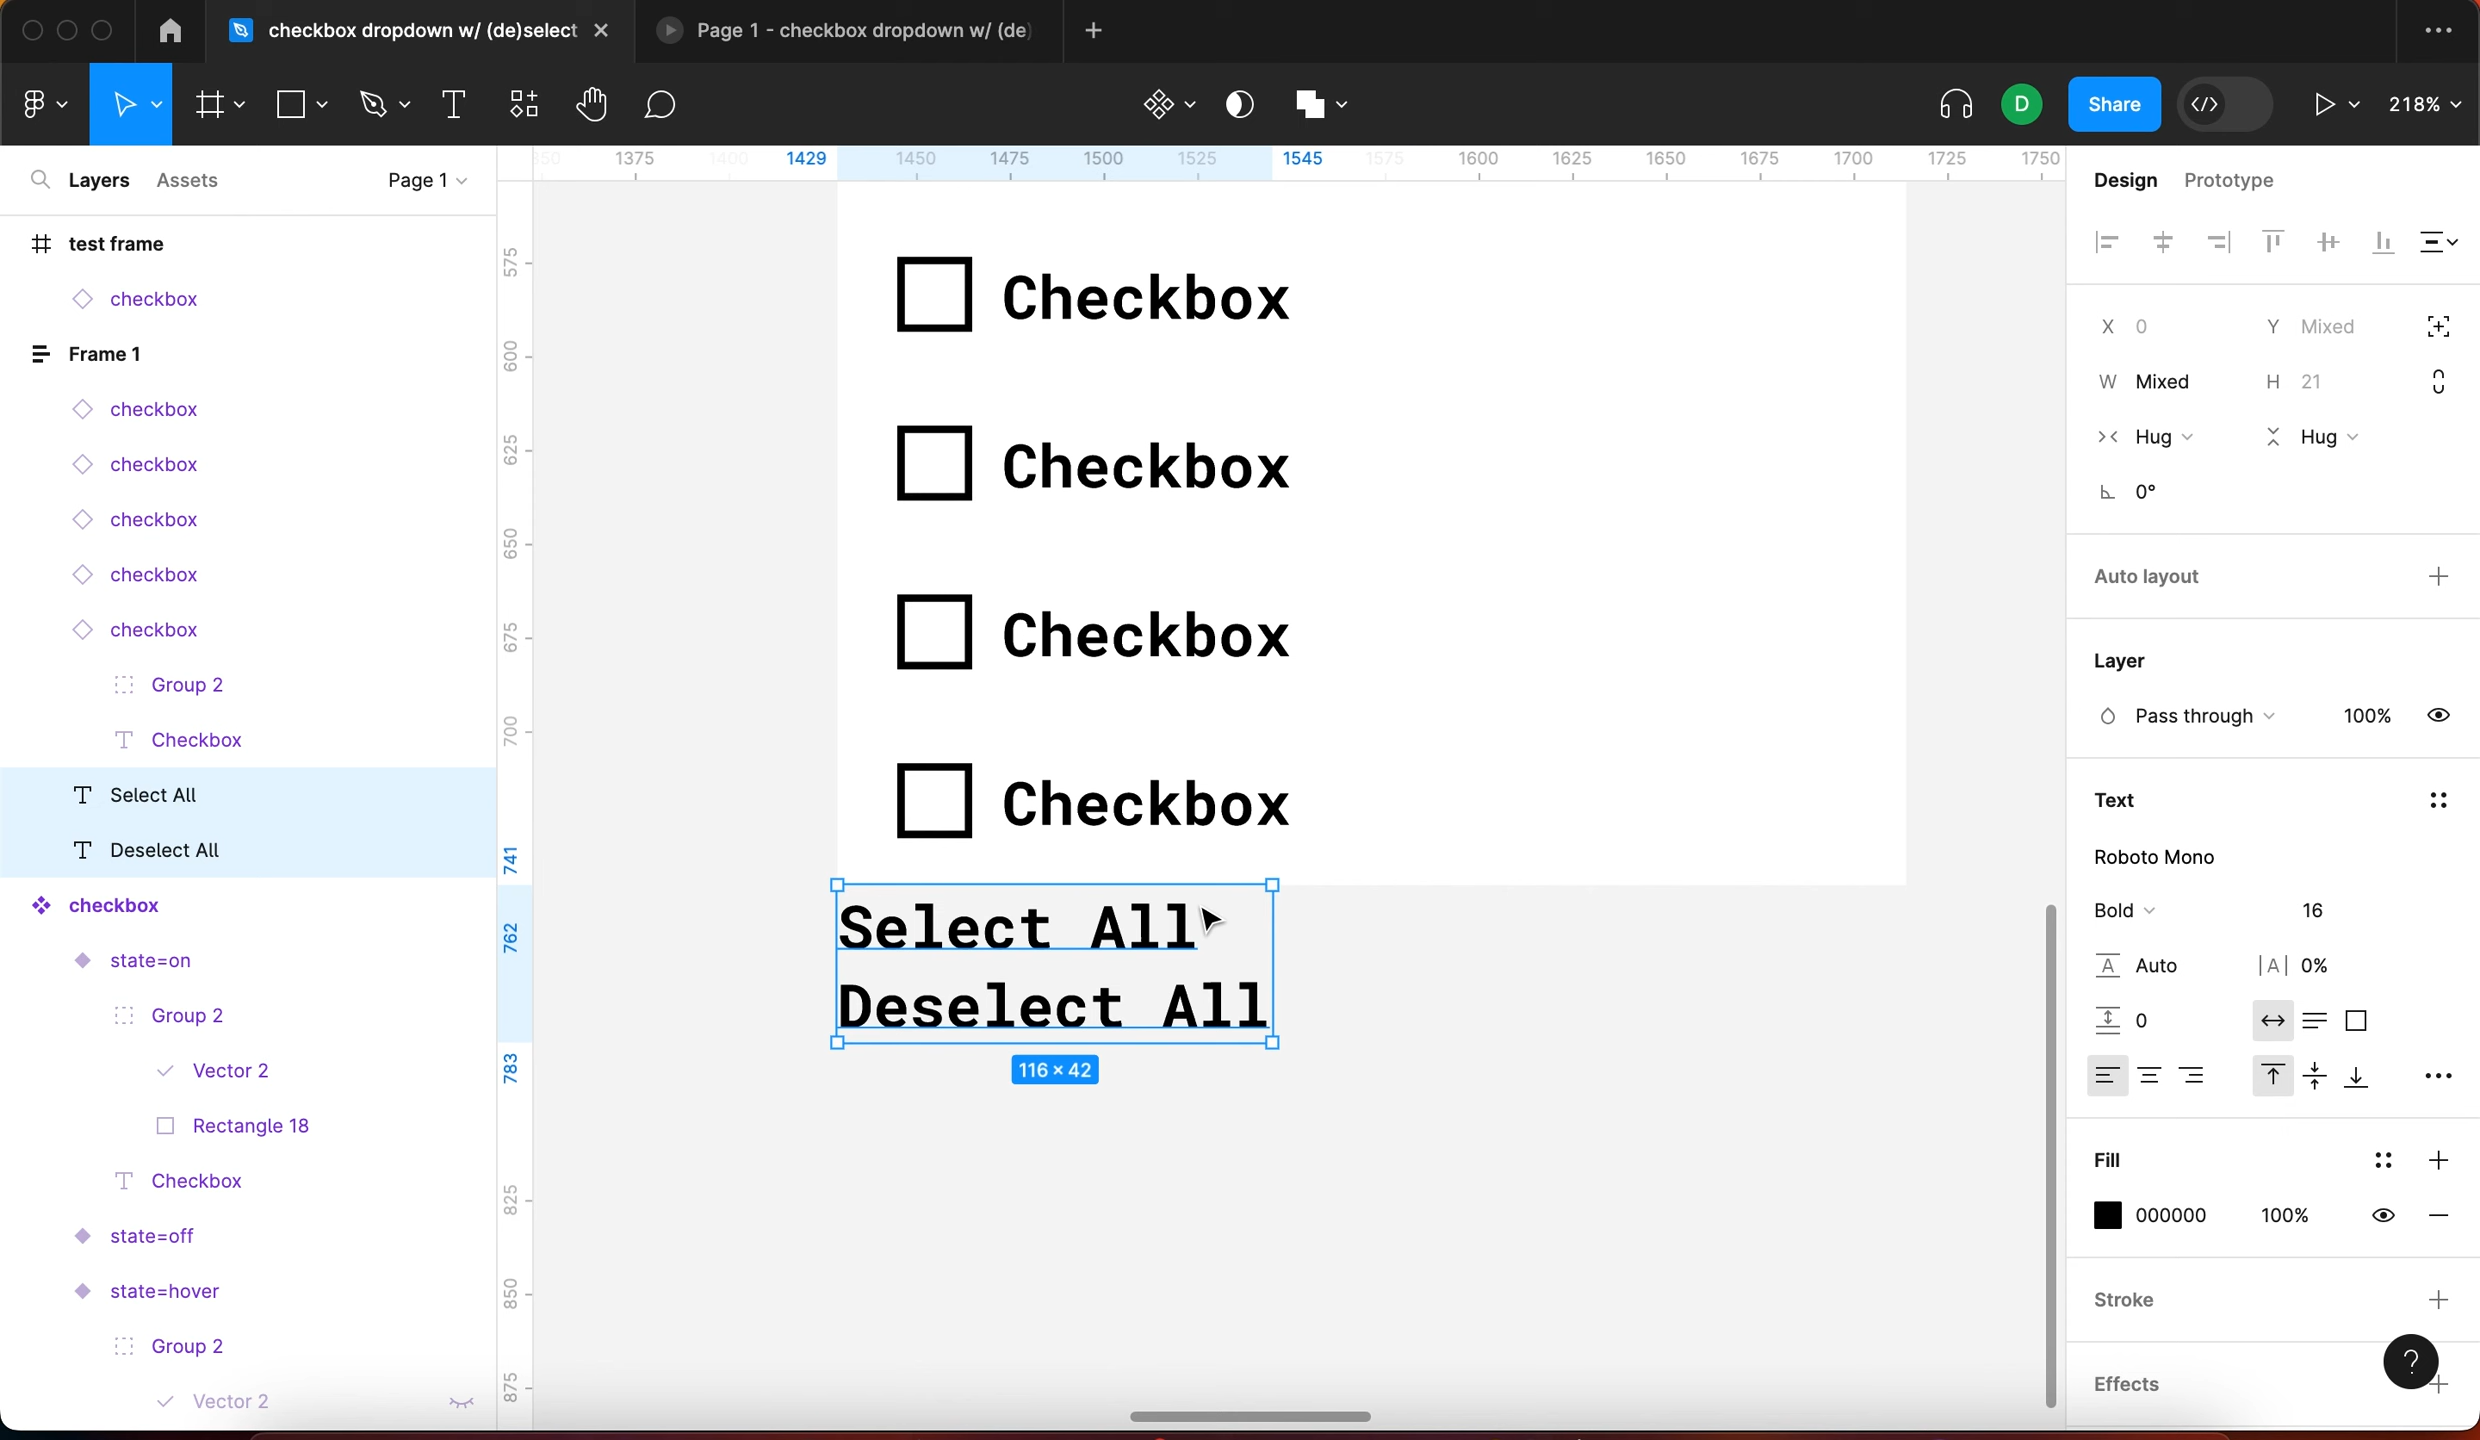 checkbox dropdown w/ (de)select
Page 1 - checkbox dropdown w/ (de)
Share
D
218%
Layers
Assets
Page 1
1375
1400
1429
1450
1475
1500
1525
1545
1575
1600
1625
1650
1675
1700
1725
1750
Design
Prototype
test frame
checkbox
Frame 1
checkbox
checkbox
checkbox
checkbox
checkbox
Group 2
Checkbox
Select All
Deselect All
checkbox
state=on
Group 2
Vector 2
Rectangle 18
Checkbox
state=off
state=hover
Group 2
Vector 2
575
600
625
650
675
700
741
762
783
825
850
875
Checkbox
Checkbox
Checkbox
Checkbox
Select All
Deselect All
116 × 42
X 0
Y Mixed
W Mixed
H 21
Hug
Hug
0°
Auto layout
Layer
Pass through
100%
Text
Roboto Mono
Bold
16
Auto
0%
0
Fill
000000
100%
Stroke
Effects
?